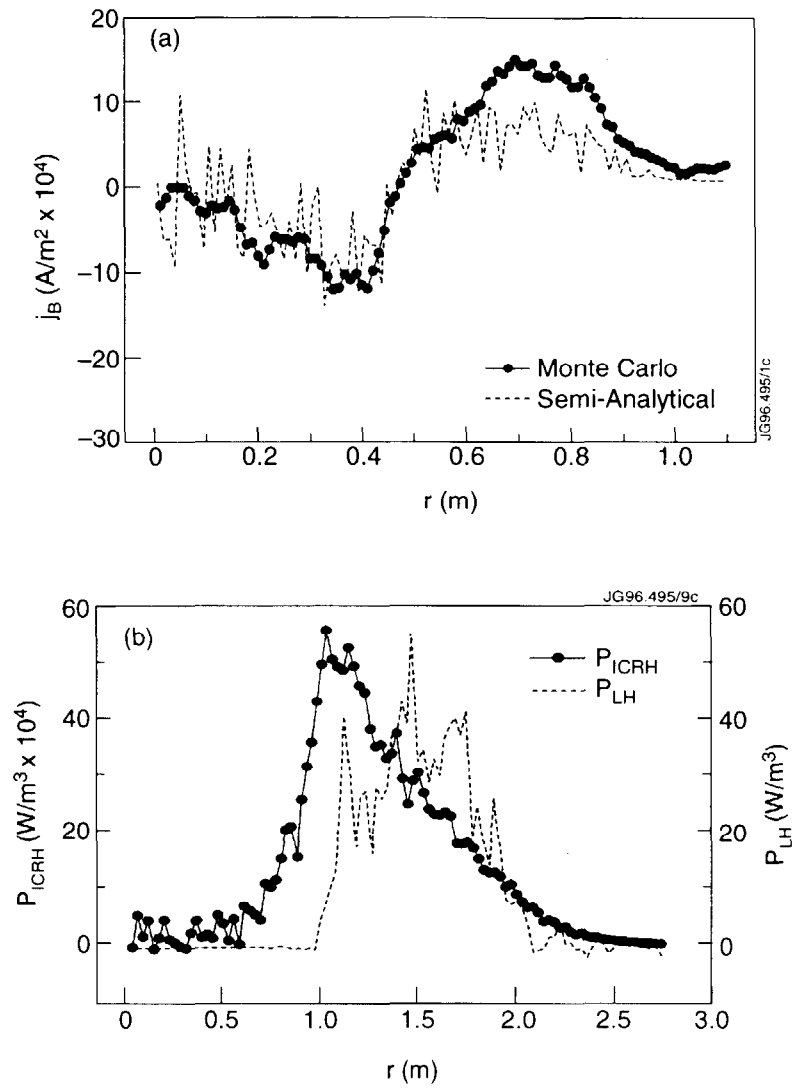 (a)
20
10
0
−10
−20
−30
j_B (A/m² x 10⁴)
Monte Carlo
Semi-Analytical
JG96.495/1c
0
0.2
0.4
0.6
0.8
1.0
r (m)
JG96.495/9c
(b)
60
40
20
0
P_ICRH (W/m³ x 10⁴)
P_ICRH
P_LH
60
40
20
0
P_LH (W/m³)
0
0.5
1.0
1.5
2.0
2.5
3.0
r (m)